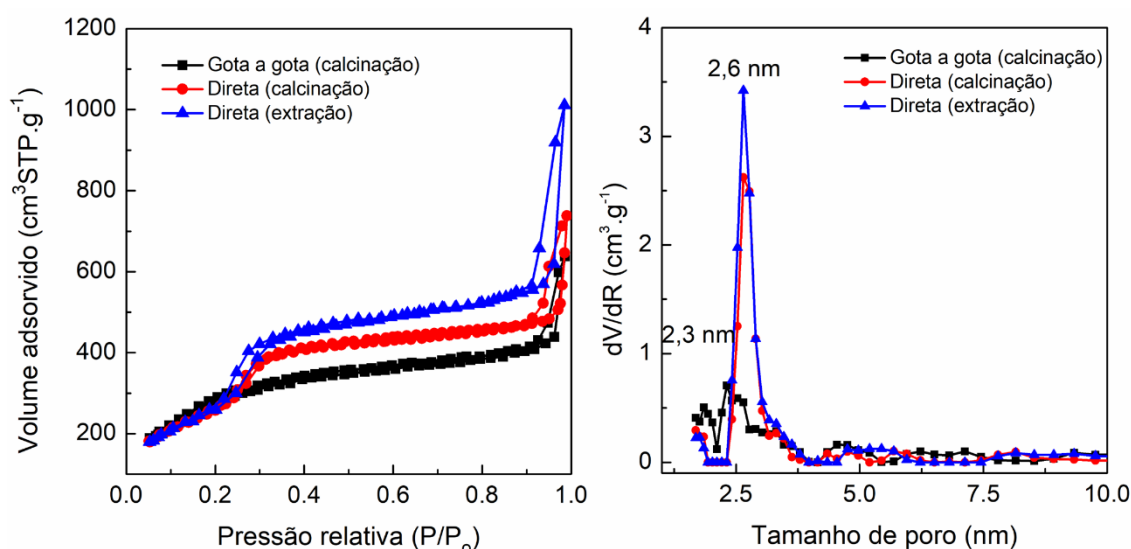 1200
1000
800
600
400
200
0.0
0.2
0.4
0.6
0.8
1.0
Volume adsorvido (cm³STP.g⁻¹)
Pressão relativa (P/Pₒ)
Gota a gota (calcinação)
Direta (calcinação)
Direta (extração)
4
3
2
1
0
2.5
5.0
7.5
10.0
dV/dR (cm³.g⁻¹)
Tamanho de poro (nm)
2,6 nm
2,3 nm
Gota a gota (calcinação)
Direta (calcinação)
Direta (extração)